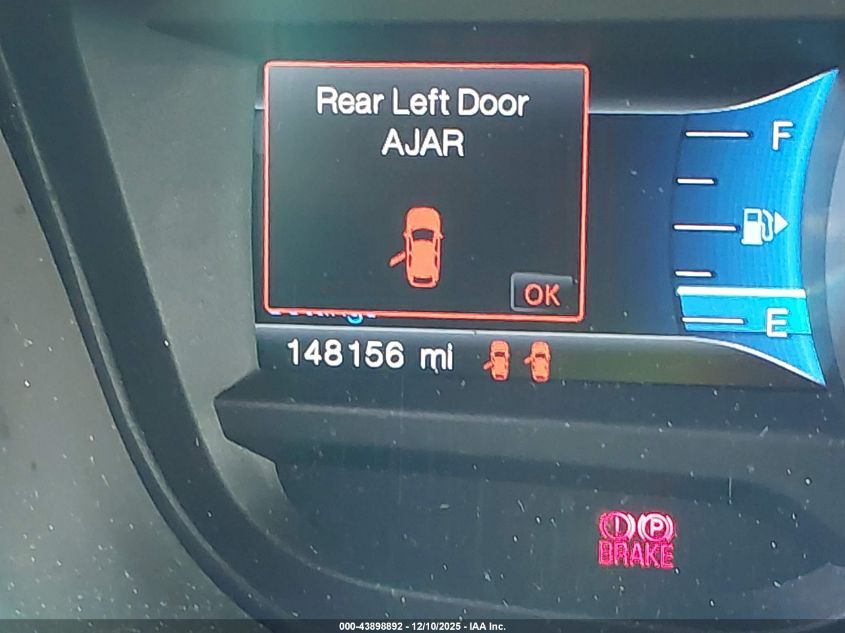 Rear Left Door
AJAR
OK
F
E
148156 mi
(!) (P)
BRAKE
000-43898892 - 12/10/2025 - IAA Inc.